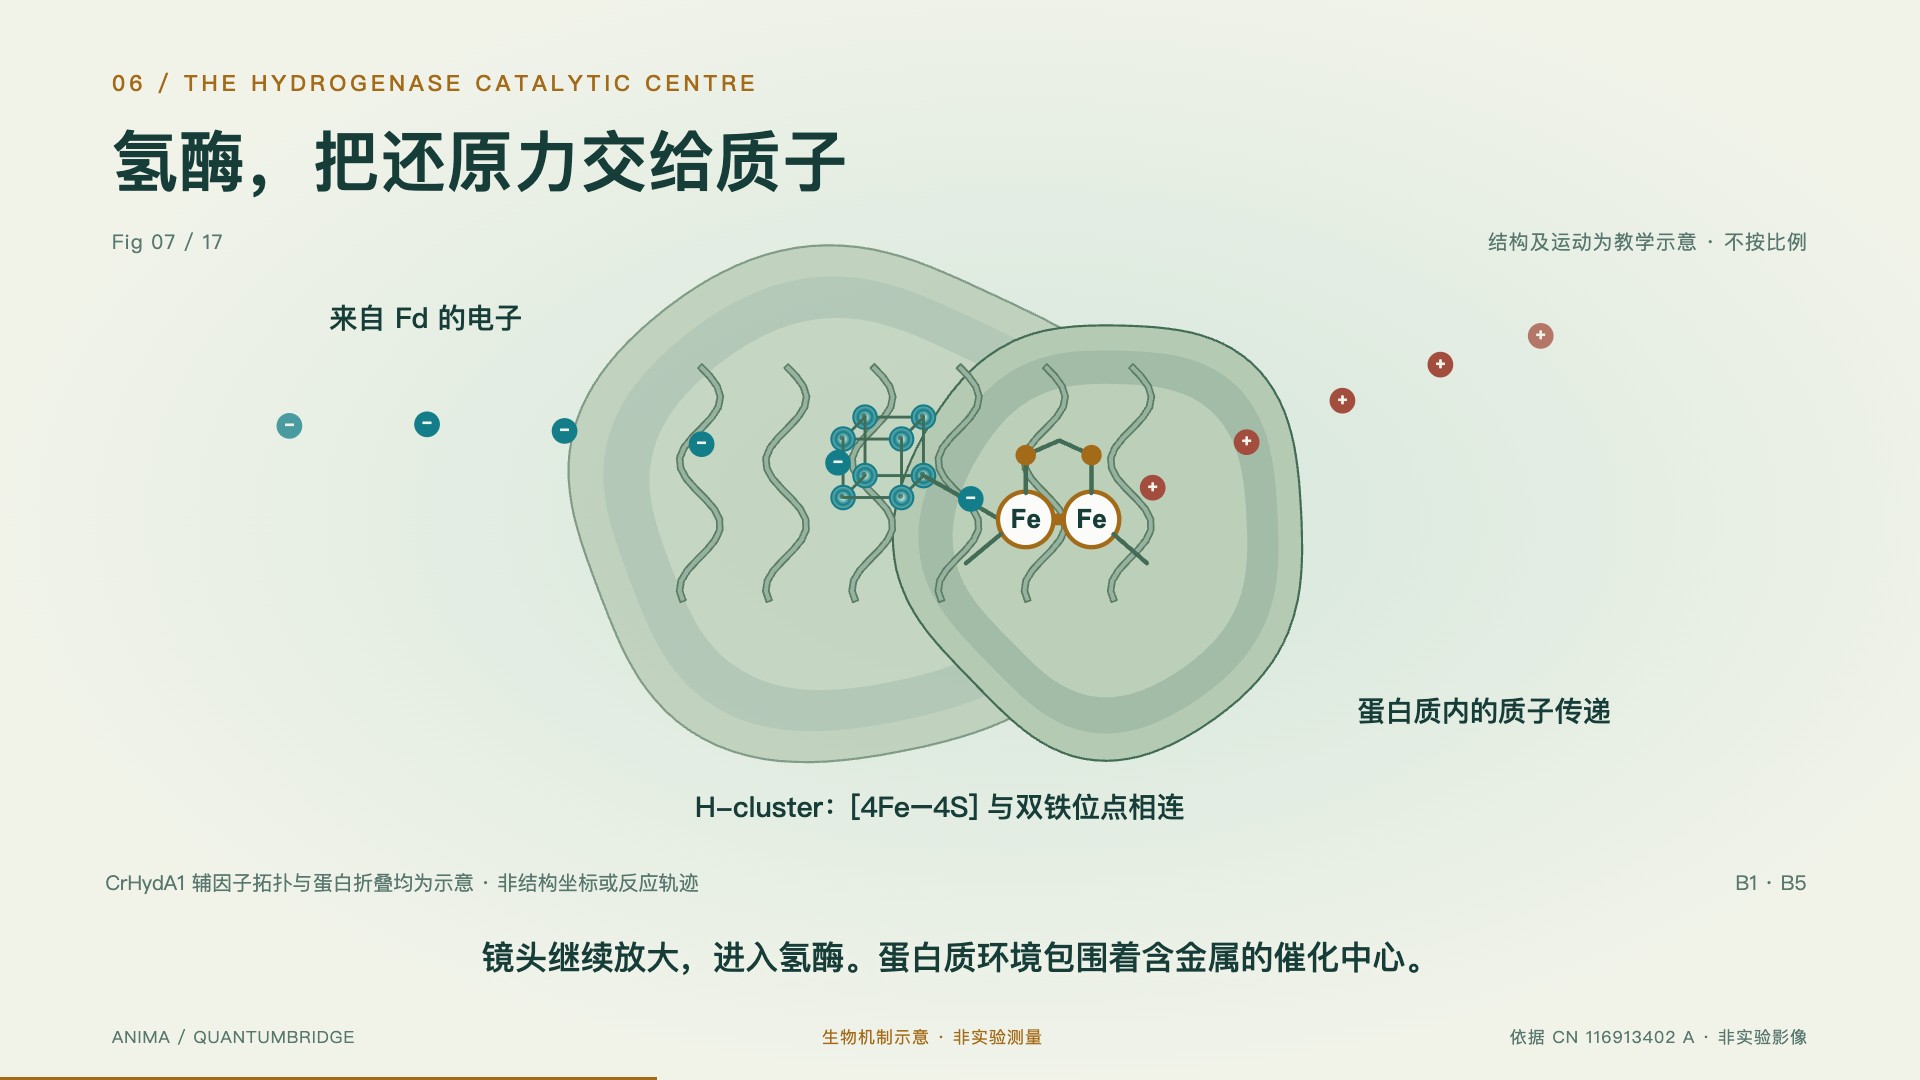 06 / THE HYDROGENASE CATALYTIC CENTRE
氢酶，把还原力交给质子
Fig 07 / 17
结构及运动为教学示意 · 不按比例
来自 Fd 的电子
Fe
Fe
蛋白质内的质子传递
H–cluster：[4Fe—4S] 与双铁位点相连
CrHydA1 辅因子拓扑与蛋白折叠均为示意 · 非结构坐标或反应轨迹
B1 · B5
镜头继续放大，进入氢酶。蛋白质环境包围着含金属的催化中心。
ANIMA / QUANTUMBRIDGE
生物机制示意 · 非实验测量
依据 CN 116913402 A · 非实验影像